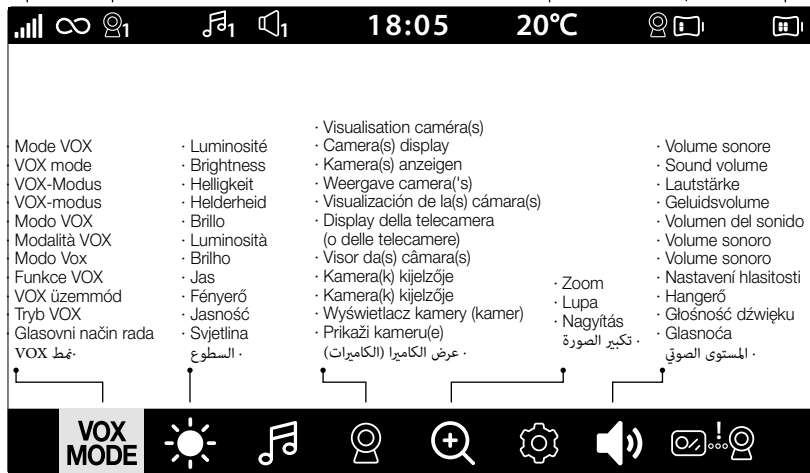 1 1 1 18:05 20°C
· Mode VOX
· VOX mode
· VOX-Modus
· VOX-modus
· Modo VOX
· Modalità VOX
· Modo Vox
· Funkce VOX
· VOX üzemmód
· Tryb VOX
· Glasovni način rada
· نمط VOX
· Luminosité
· Brightness
· Helligkeit
· Helderheid
· Brillo
· Luminosità
· Brilho
· Jas
· Fényerő
· Jasność
· Svjetlina
· السطوع
· Visualisation caméra(s)
· Camera(s) display
· Kamera(s) anzeigen
· Weergave camera('s)
· Visualización de la(s) cámara(s)
· Display della telecamera
(o delle telecamere)
· Visor da(s) câmara(s)
· Kamera(k) kijelzője
· Kamera(k) kijelzője
· Wyświetlacz kamery (kamer)
· Prikaži kameru(e)
· عرض الكاميرا (الكاميرات)
· Zoom
· Lupa
· Nagyítás
· تكبير الصورة
· Volume sonore
· Sound volume
· Lautstärke
· Geluidsvolume
· Volumen del sonido
· Volume sonoro
· Volume sonoro
· Nastavení hlasitosti
· Hangerő
· Głośność dźwięku
· Glasnoća
· المستوى الصوتي
VOX
MODE